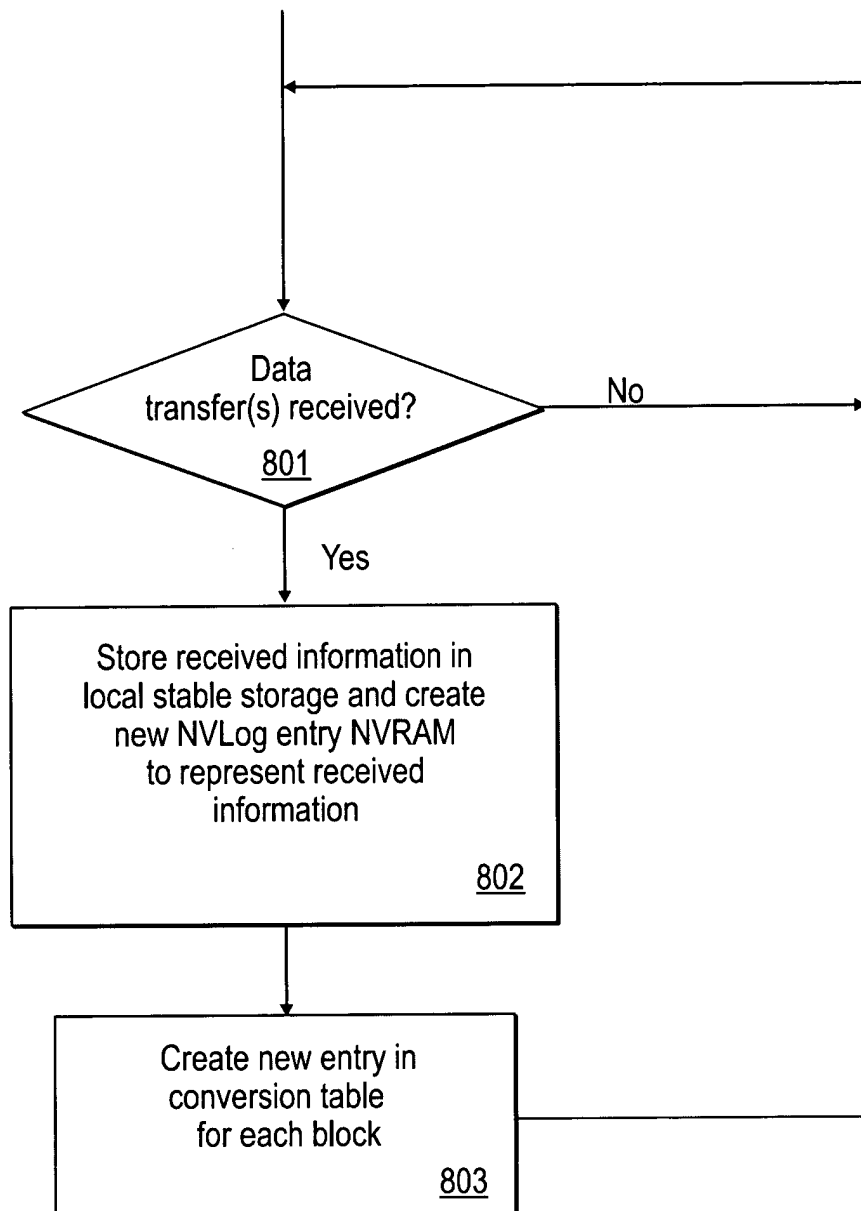 Data
transfer(s) received?
801
No
Yes
Store received information in
local stable storage and create
new NVLog entry NVRAM
to represent received
information
802
Create new entry in
conversion table
for each block
803